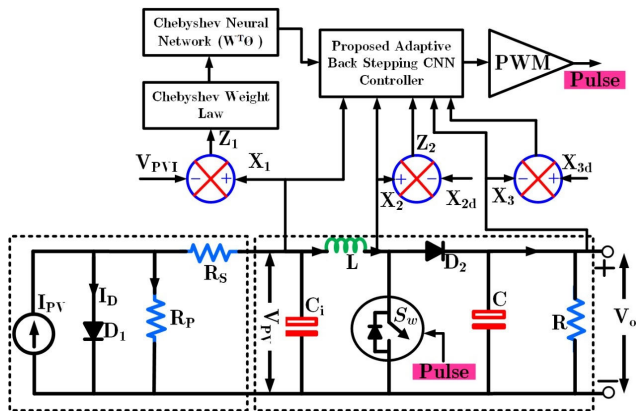 Chebyshev Neural
Network (WᵀO)
Proposed Adaptive
Back Stepping CNN
Controller
PWM
Pulse
Chebyshev Weight
Law
Z₁
Z₂
V_PVI
−
+
X₁
+
−
X₂
X₂d
−
+
X₃
X₃d
R_S
L
D₂
+
I_PV
I_D
D₁
R_P
V_PV
C_i
S_w
C
R
V_o
Pulse
−